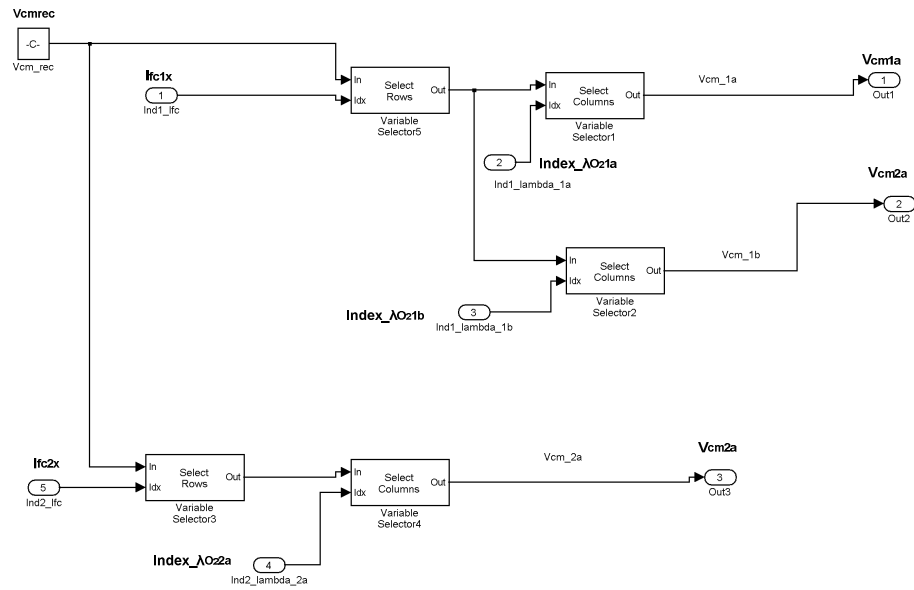 Vcmrec
-C-
Vcm_rec
Ifc1x
1
Ind1_Ifc
In
Idx
Select
Rows
Out
Variable
Selector5
In
Idx
Select
Columns
Out
Variable
Selector1
Vcm_1a
Vcm1a
1
Out1
2
Index_λO21a
Ind1_lambda_1a
Vcm2a
2
Out2
In
Idx
Select
Columns
Out
Variable
Selector2
Vcm_1b
Index_λO21b
3
Ind1_lambda_1b
Ifc2x
5
Ind2_Ifc
In
Idx
Select
Rows
Out
Variable
Selector3
In
Idx
Select
Columns
Out
Variable
Selector4
Vcm_2a
Vcm2a
3
Out3
Index_λO22a
4
Ind2_lambda_2a